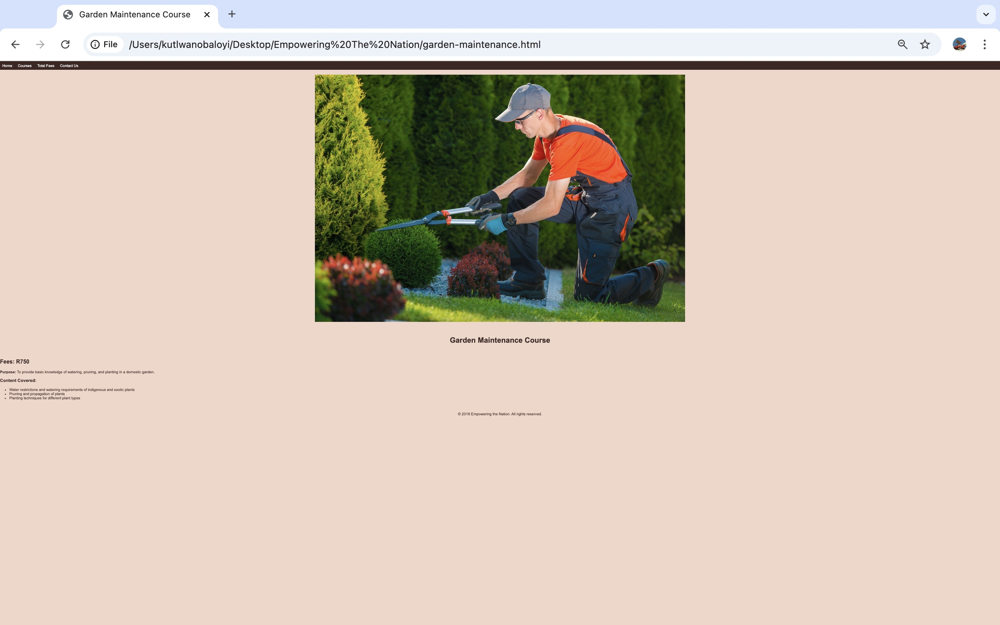 Garden Maintenance Course
File /Users/kutlwanobaloyi/Desktop/Empowering%20The%20Nation/garden-maintenance.html
Home Courses Total Fees Contact Us
Garden Maintenance Course
Fees: R750
Purpose: To provide basic knowledge of watering, pruning, and planting in a domestic garden.
Content Covered:
• Water restrictions and watering requirements of indigenous and exotic plants
• Pruning and propagation of plants
• Planting techniques for different plant types
© 2018 Empowering the Nation. All rights reserved.